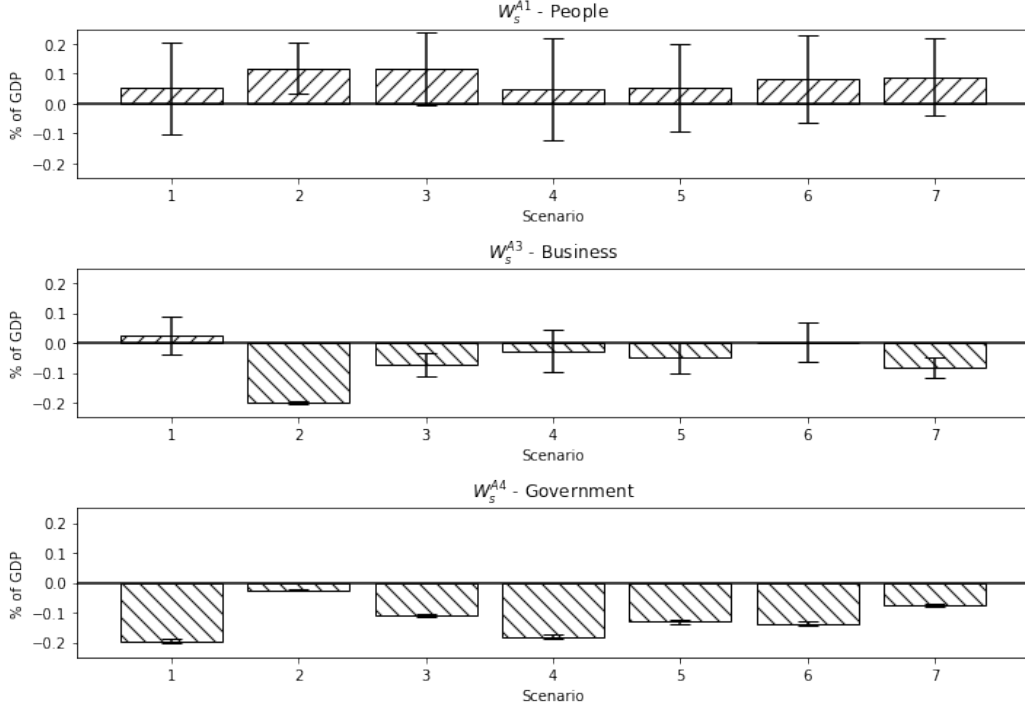 W_s^{A1} - People
% of GDP
0.2
0.1
0.0
−0.1
−0.2
1 2 3 4 5 6 7
Scenario
W_s^{A3} - Business
% of GDP
0.2
0.1
0.0
−0.1
−0.2
1 2 3 4 5 6 7
Scenario
W_s^{A4} - Government
% of GDP
0.2
0.1
0.0
−0.1
−0.2
1 2 3 4 5 6 7
Scenario